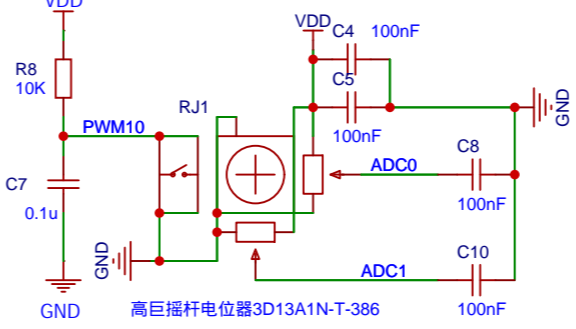 VDD
R8
10K
PWM10
C7
0.1u
GND
RJ1
GND
VDD
C4
100nF
C5
100nF
GND
ADC0
C8
100nF
ADC1
C10
100nF
高巨摇杆电位器3D13A1N-T-386